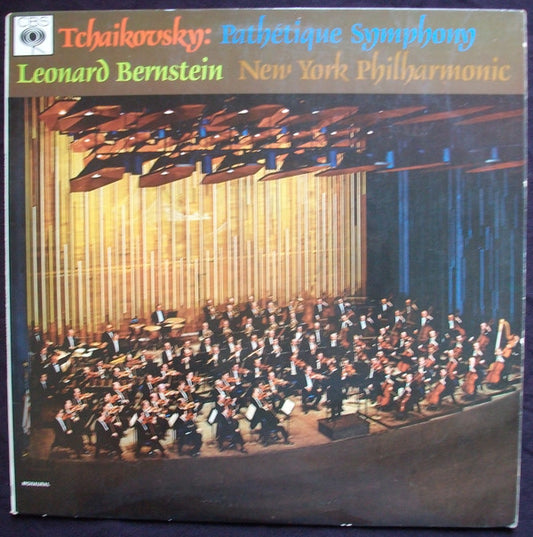 CBS
Tchaikovsky: Pathétique Symphony
Leonard Bernstein New York Philharmonic